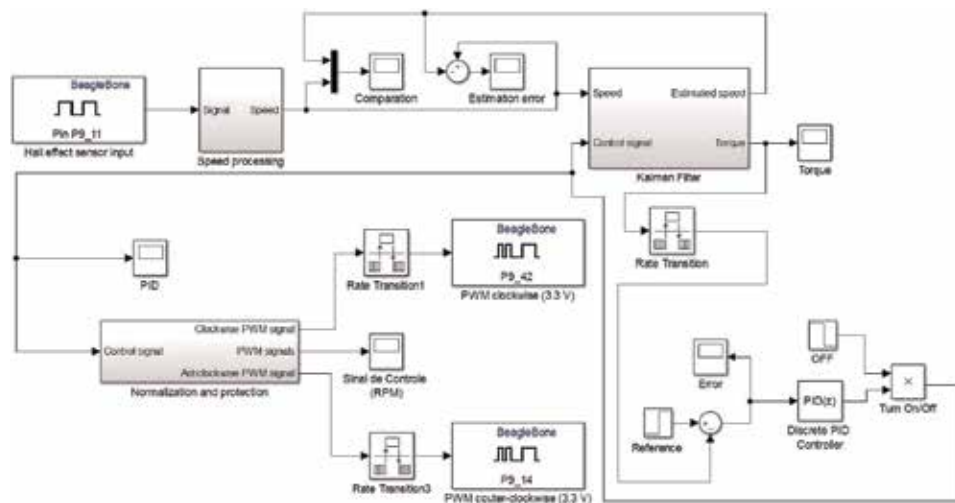 BeagleBone
Pin P9_11
Hall effect sensor input
Signal
Speed
Speed processing
Comparation
Estimation error
Speed
Estimated speed
Control signal
Torque
Kalman Filter
Torque
PID
Rate Transition1
BeagleBone
P9_42
PWM clockwise (3.3 V)
Rate Transition
Control signal
Clockwise PWM signal
PWM signals
Anticlockwise PWM signal
Normalization and protection
Sinal de Controle
(RPM)
Rate Transition3
BeagleBone
P9_14
PWM couter-clockwise (3.3 V)
OFF
Error
Reference
PID(z)
Discrete PID
Controller
×
Turn On/Off